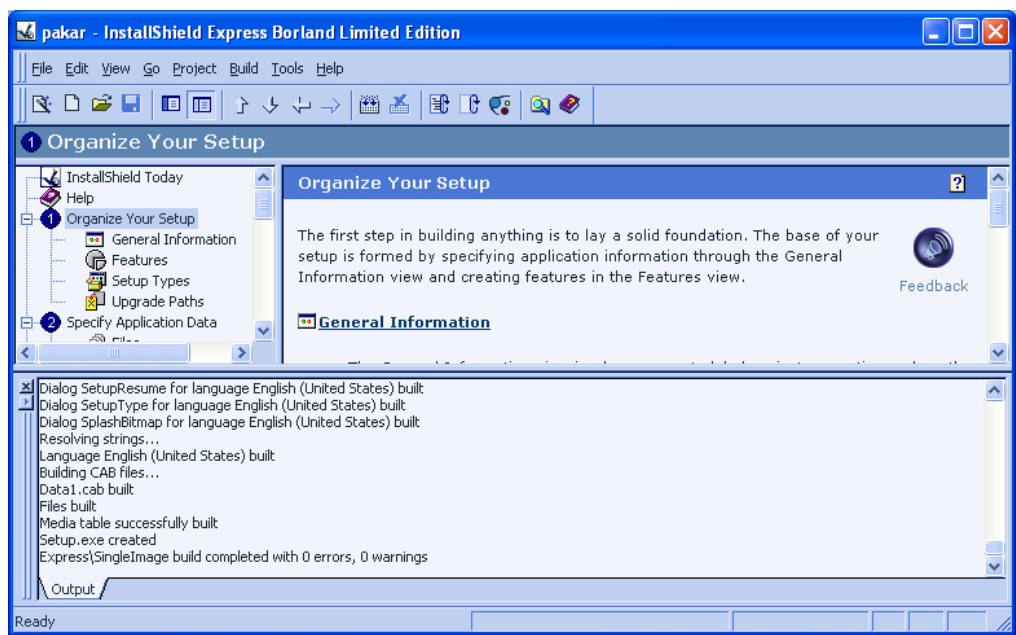 pakar - InstallShield Express Borland Limited Edition
File Edit View Go Project Build Tools Help
1 Organize Your Setup
InstallShield Today
Help
1 Organize Your Setup
General Information
Features
Setup Types
Upgrade Paths
2 Specify Application Data
Organize Your Setup
?
The first step in building anything is to lay a solid foundation. The base of your
setup is formed by specifying application information through the General
Information view and creating features in the Features view.
Feedback
General Information
Dialog SetupResume for language English (United States) built
Dialog SetupType for language English (United States) built
Dialog SplashBitmap for language English (United States) built
Resolving strings...
Language English (United States) built
Building CAB files...
Data1.cab built
Files built
Media table successfully built
Setup.exe created
Express\SingleImage build completed with 0 errors, 0 warnings
Output
Ready